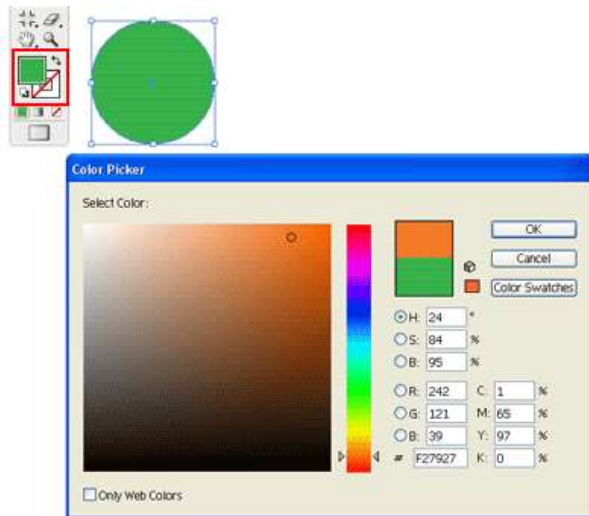 Color Picker
Select Color:
OK
Cancel
Color Swatches
H: 24 °
S: 84 %
B: 95 %
R: 242 C: 1 %
G: 121 M: 65 %
B: 39 Y: 97 %
# F27927 K: 0 %
Only Web Colors